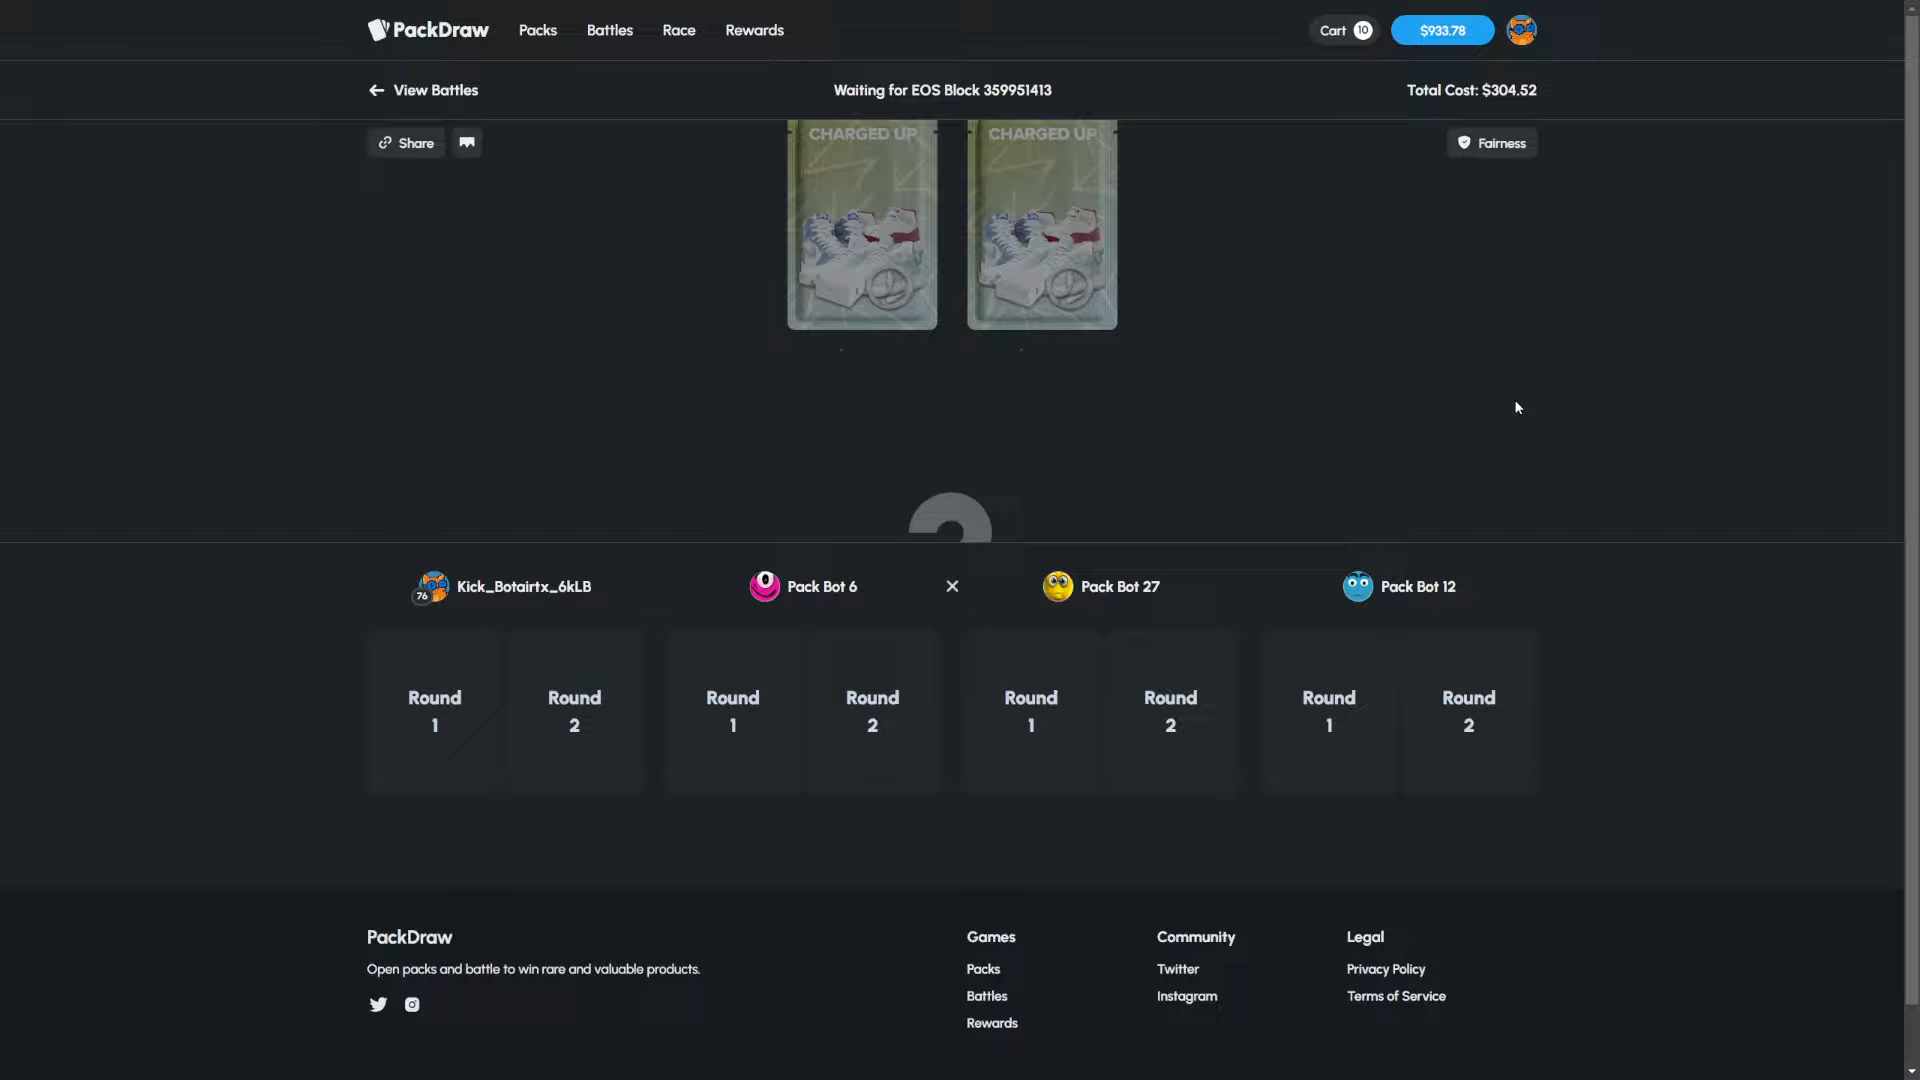 PackDraw
Packs
Battles
Race
Rewards
Cart 10
$933.78
View Battles
Waiting for EOS Block 359951413
Total Cost: $304.52
Share
Fairness
CHARGED UP
CHARGED UP
76 Kick_Botairtx_6kLB
Pack Bot 6
Pack Bot 27
Pack Bot 12
Round
1
Round
2
Round
1
Round
2
Round
1
Round
2
Round
1
Round
2
PackDraw
Open packs and battle to win rare and valuable products.
Games
Packs
Battles
Rewards
Community
Twitter
Instagram
Legal
Privacy Policy
Terms of Service